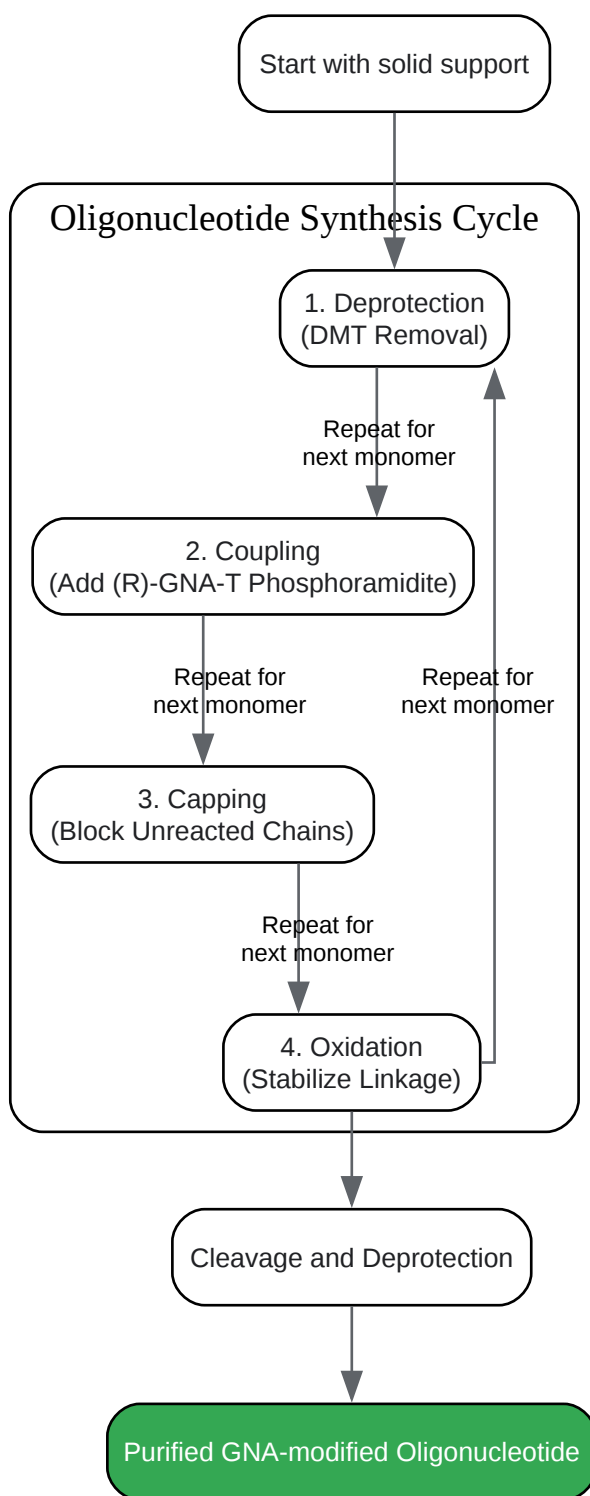 Start with solid support
Oligonucleotide Synthesis Cycle
1. Deprotection
(DMT Removal)
Repeat for
next monomer
2. Coupling
(Add (R)-GNA-T Phosphoramidite)
Repeat for
next monomer
Repeat for
next monomer
3. Capping
(Block Unreacted Chains)
Repeat for
next monomer
4. Oxidation
(Stabilize Linkage)
Cleavage and Deprotection
Purified GNA-modified Oligonucleotide